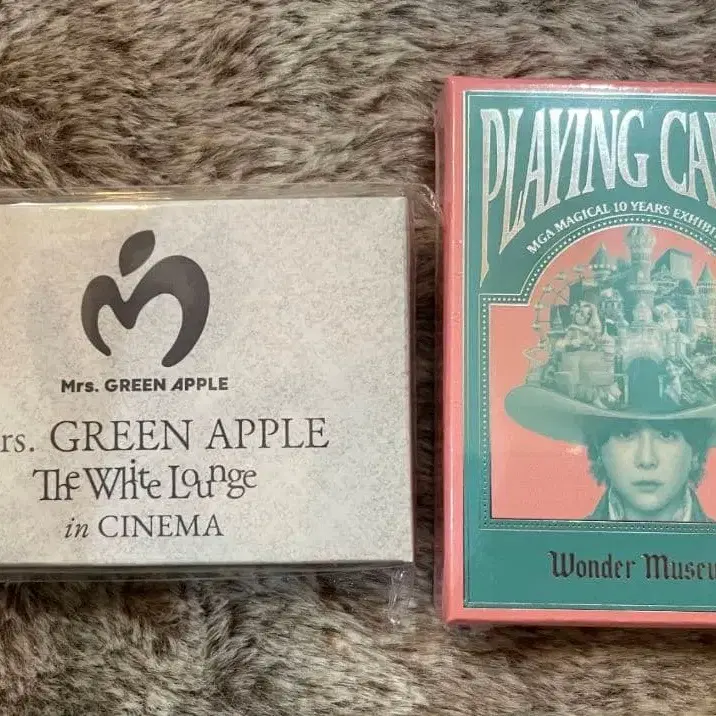 Mrs. GREEN APPLE
rs. GREEN APPLE
The White Lounge
in CINEMA
PLAYING CA
MGA MAGICAL 10 YEARS EXHIBI
Wonder Museu